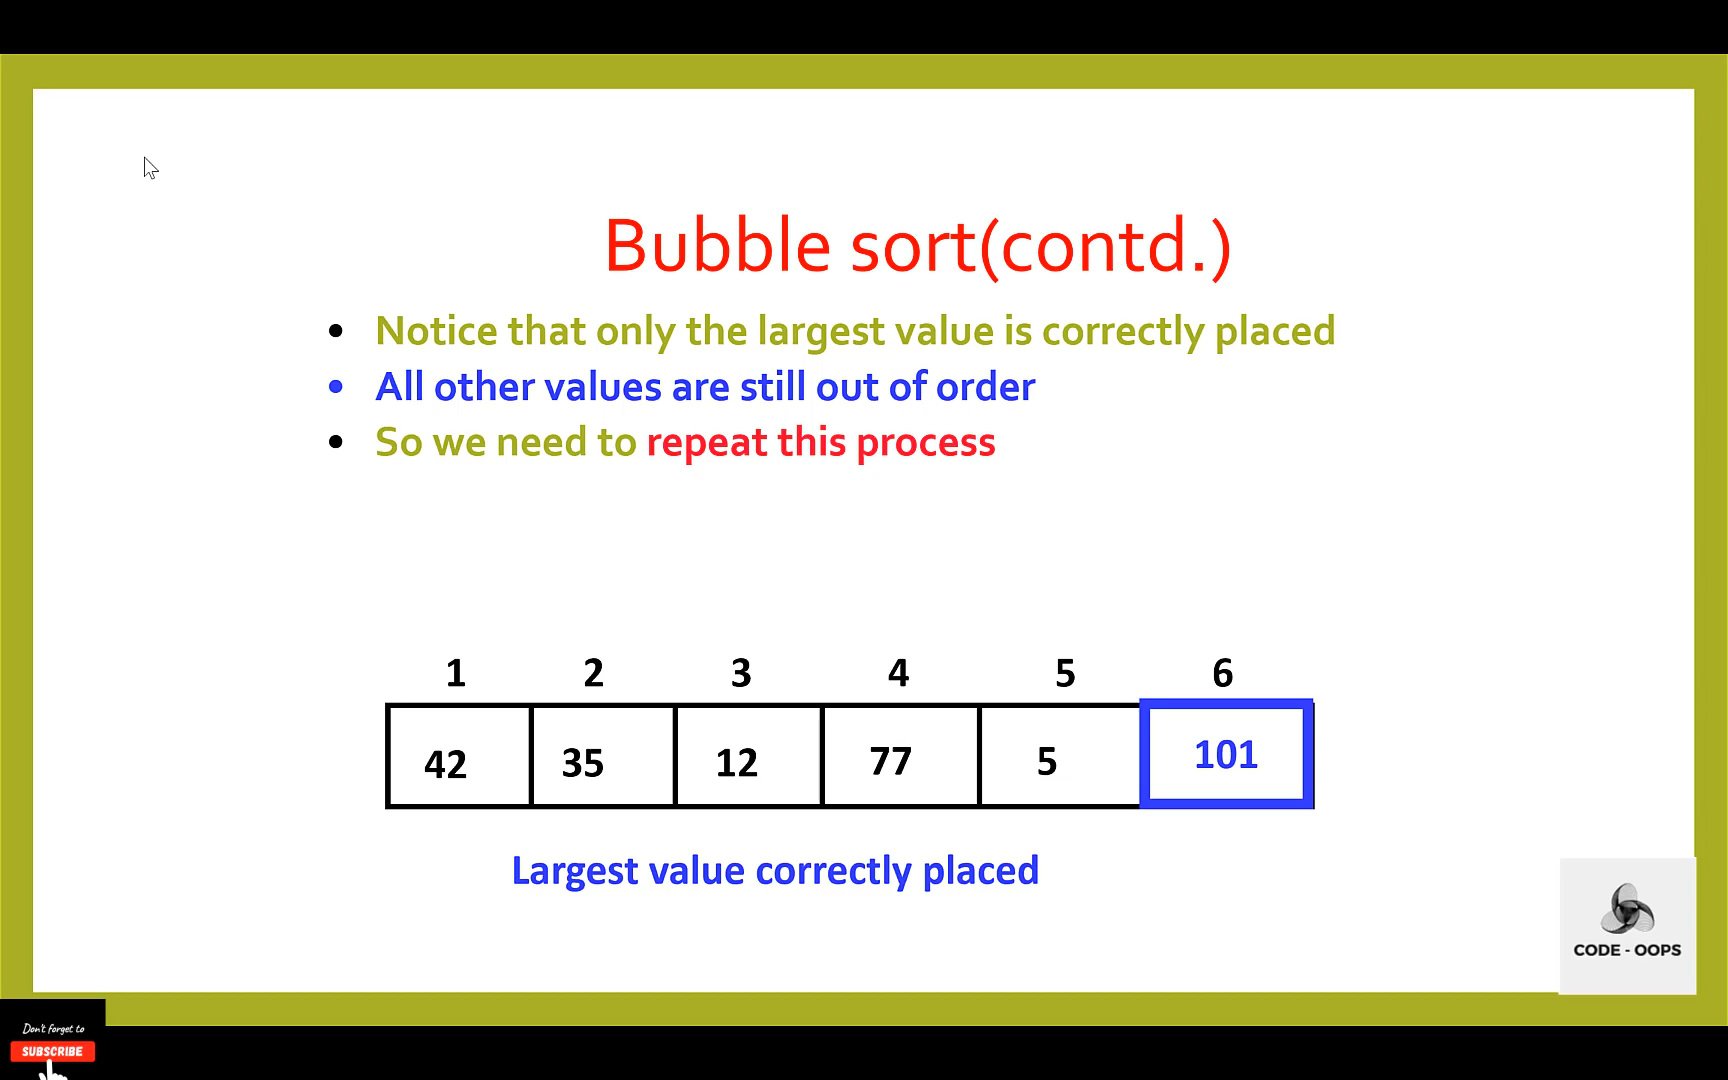 Bubble sort(contd.)
• Notice that only the largest value is correctly placed
• All other values are still out of order
• So we need to repeat this process
1 2 3 4 5 6
42 35 12 77 5 101
Largest value correctly placed
CODE - OOPS
Don't forget to
SUBSCRIBE